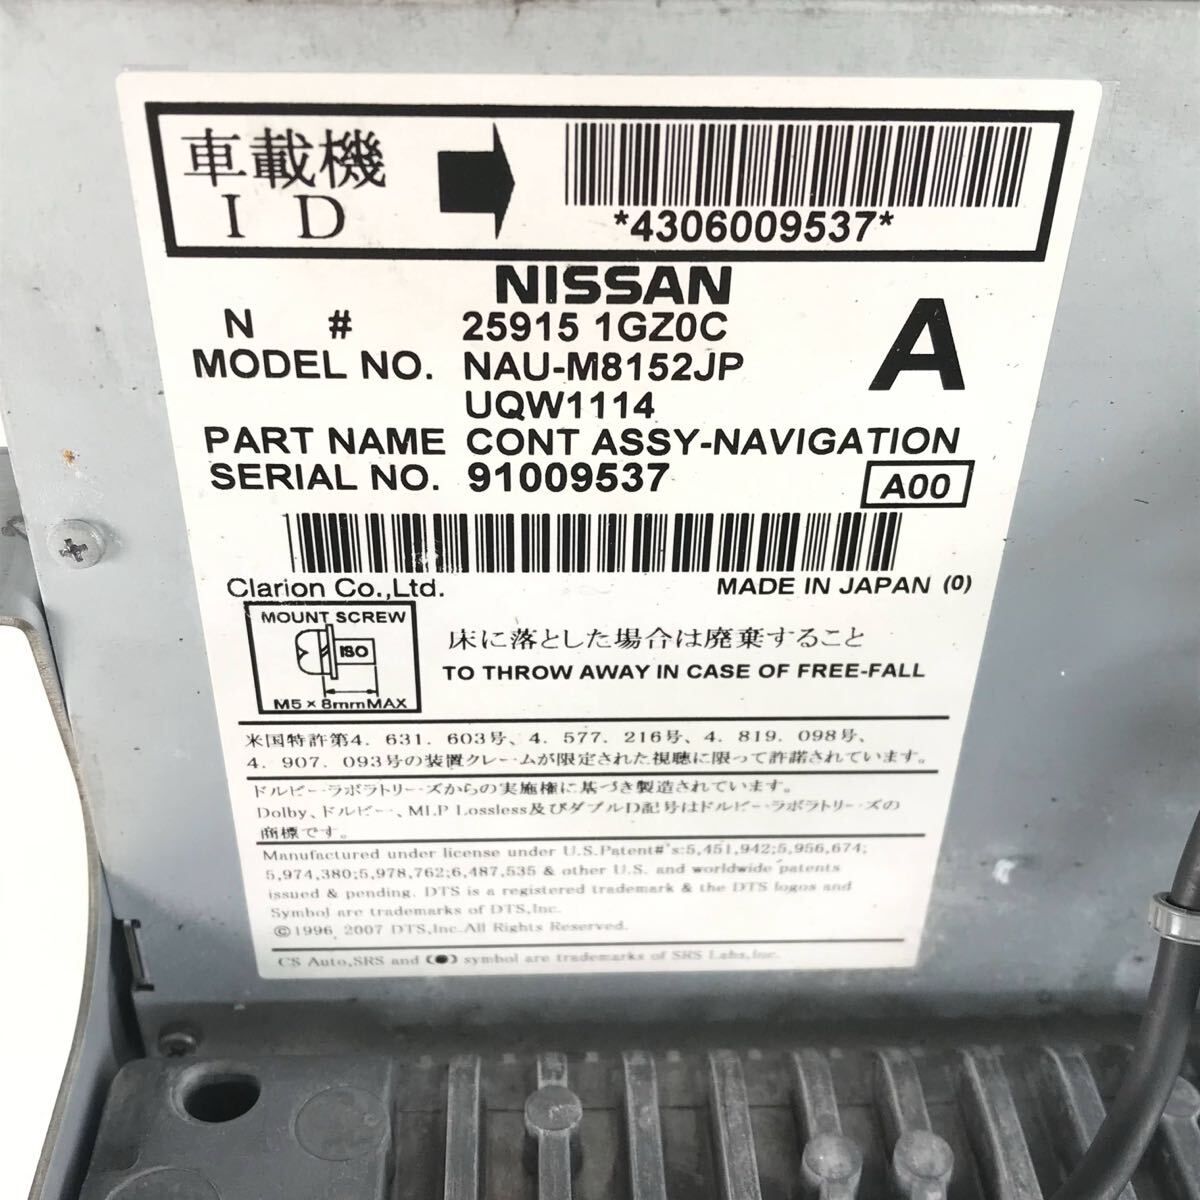 車載機
I D
*4306009537*
NISSAN
N # 25915 1GZ0C
A
MODEL NO. NAU-M8152JP
UQW1114
PART NAME CONT ASSY-NAVIGATION
SERIAL NO. 91009537
A00
Clarion Co.,Ltd. MADE IN JAPAN (0)
MOUNT SCREW
ISO
M5×8mmMAX
床に落とした場合は廃棄すること
TO THROW AWAY IN CASE OF FREE-FALL
米国特許第4. 631. 603号、4. 577. 216号、4. 819. 098号、
4. 907. 093号の装置クレームが限定された視聴に限って許諾されています。
ドルビー・ラボラトリーズからの実施権に基づき製造されています。
Dolby、ドルビー、MLP Lossless及びダブルD記号はドルビー・ラボラトリーズの
商標です。
Manufactured under license under U.S.Patent#'s:5,451,942;5,956,674;
5,974,380;5,978,762;6,487,535 & other U.S. and worldwide patents
issued & pending. DTS is a registered trademark & the DTS logos and
Symbol are trademarks of DTS,Inc.
©1996, 2007 DTS,Inc.All Rights Reserved.
CS Auto,SRS and (●) symbol are trademarks of SRS Labs,Inc.